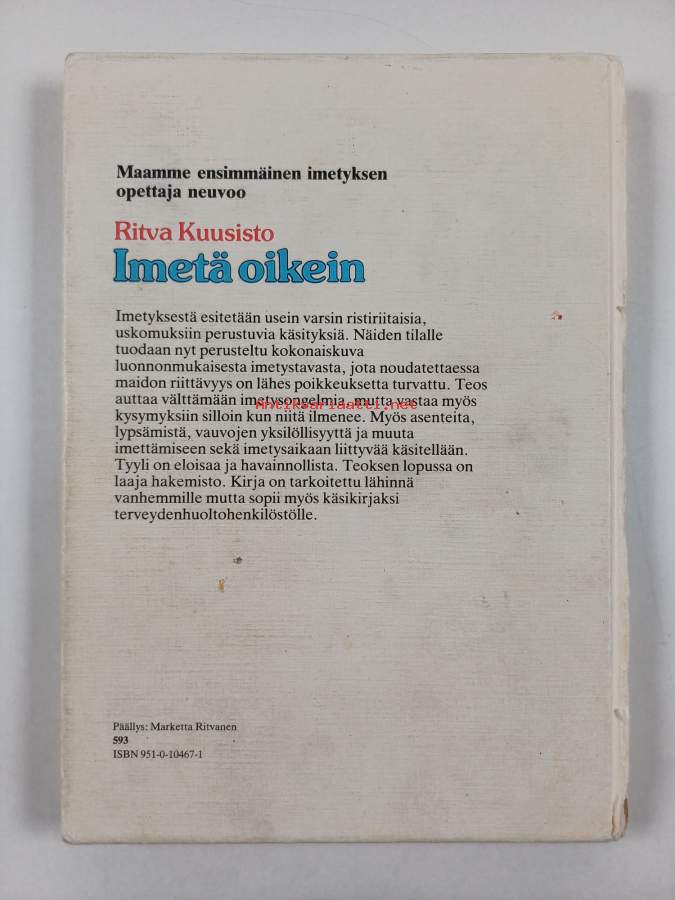 Maamme ensimmäinen imetyksen
opettaja neuvoo
Ritva Kuusisto
Imetä oikein
Imetyksestä esitetään usein varsin ristiriitaisia,
uskomuksiin perustuvia käsityksiä. Näiden tilalle
tuodaan nyt perusteltu kokonaiskuva
luonnonmukaisesta imetystavasta, jota noudatettaessa
maidon riittävyys on lähes poikkeuksetta turvattu. Teos
auttaa välttämään imetysongelmia, mutta vastaa myös
Antikvariaatti.net
kysymyksiin silloin kun niitä ilmenee. Myös asenteita,
lypsämistä, vauvojen yksilöllisyyttä ja muuta
imettämiseen sekä imetysaikaan liittyvää käsitellään.
Tyyli on eloisaa ja havainnollista. Teoksen lopussa on
laaja hakemisto. Kirja on tarkoitettu lähinnä
vanhemmille mutta sopii myös käsikirjaksi
terveydenhuoltohenkilöstölle.
Päällys: Marketta Ritvanen
593
ISBN 951-0-10467-1